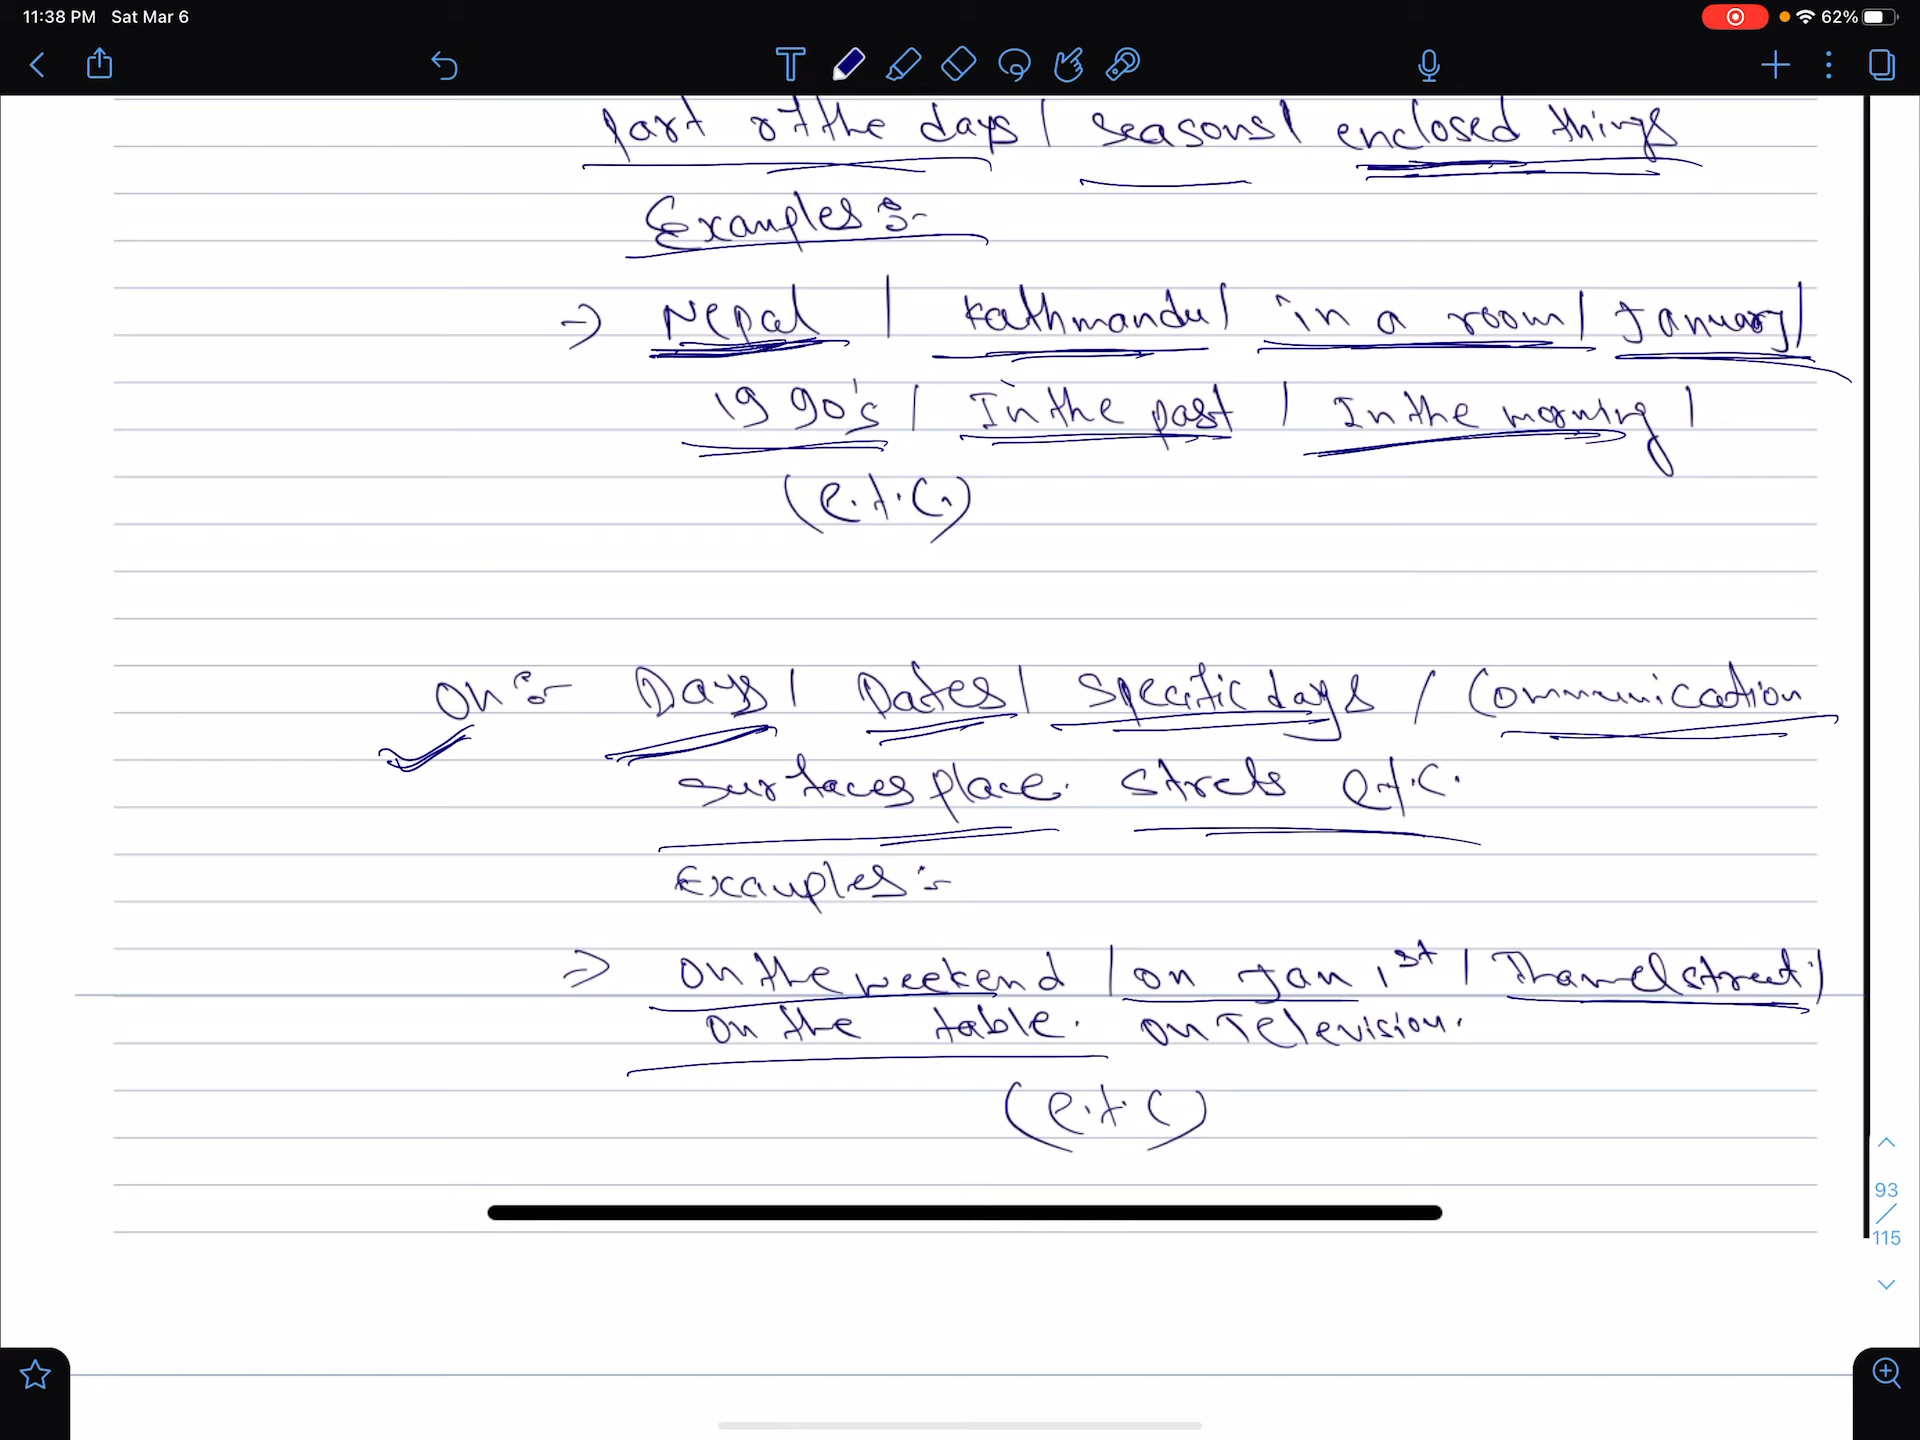 11:38 PM Sat Mar 6
62%
Part of the days / seasons / enclosed things
Examples :-
=> Nepal / Kathmandu / in a room / January /
1990's / In the past / In the morning /
(e.t.c.)
On :- Days / Dates / Specific days / Communication
surfaces place. strets e.t.c.
Examples :-
=> On the weekend / on Jan 1st / Thamel street /
On the table. on Television.
(e.t.c)
93
/
115